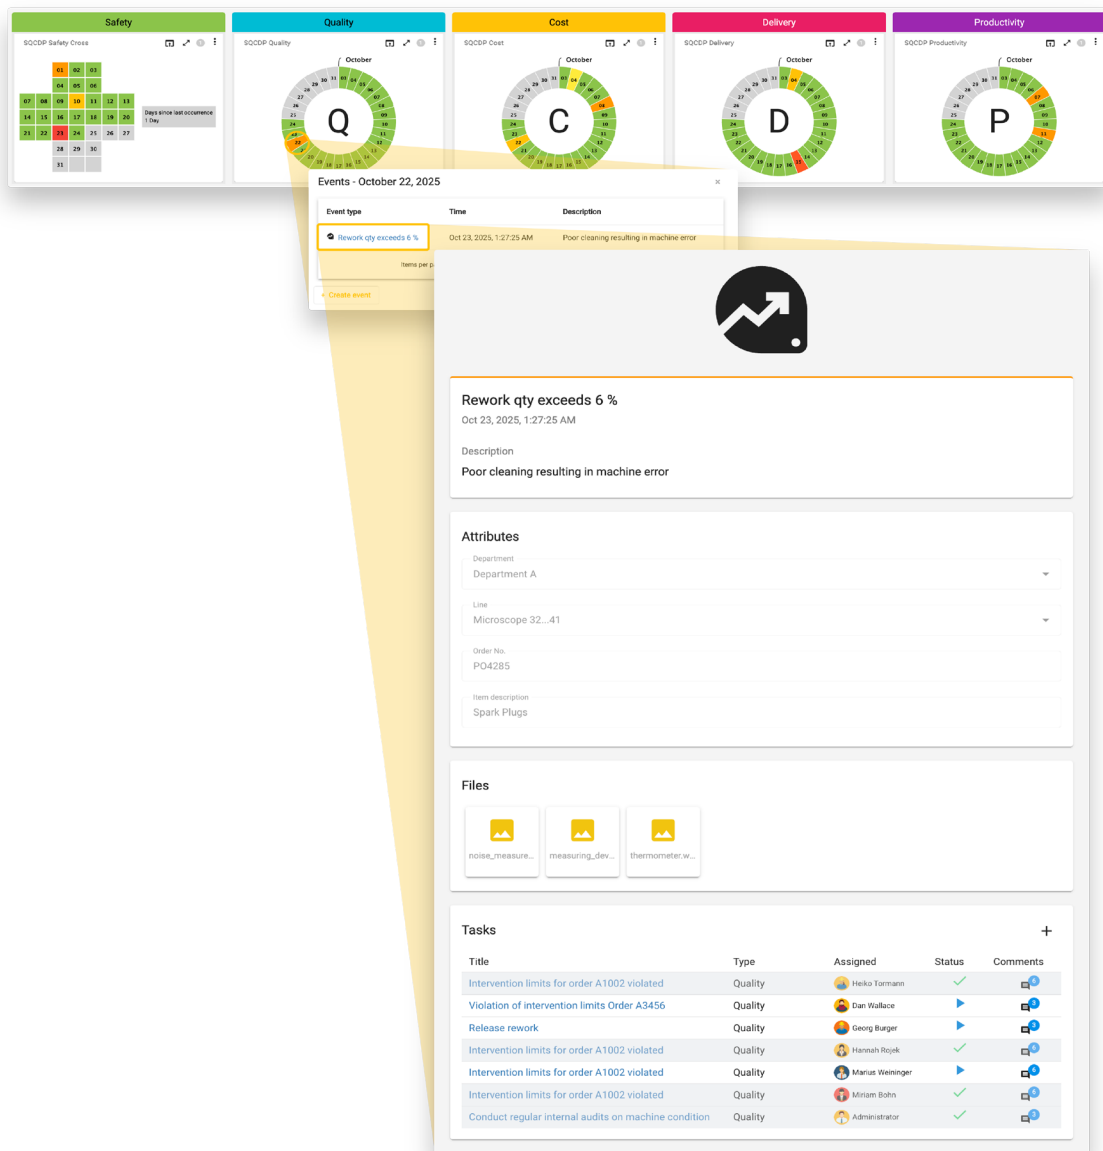 Safety
Quality
Cost
Delivery
Productivity
SQCDP Safety Cross
SQCDP Quality
SQCDP Cost
SQCDP Delivery
SQCDP Productivity
01 02 03
04 05 06
07 08 09 10 11 12 13
14 15 16 17 18 19 20
21 22 23 24 25 26 27
28 29 30
31
Days since last occurrence
1 Day
October
Q
October
C
October
D
October
P
Events - October 22, 2025
Event type Time Description
Rework qty exceeds 6 % Oct 23, 2025, 1:27:25 AM Poor cleaning resulting in machine error
Items per p
+ Create event
Rework qty exceeds 6 %
Oct 23, 2025, 1:27:25 AM
Description
Poor cleaning resulting in machine error
Attributes
Department
Department A
Line
Microscope 32...41
Order No.
PO4285
Item description
Spark Plugs
Files
noise_measure... measuring_dev... thermometer.w...
Tasks
Title Type Assigned Status Comments
Intervention limits for order A1002 violated Quality Heiko Tormann 6
Violation of intervention limits Order A3456 Quality Dan Wallace 3
Release rework Quality Georg Burger 3
Intervention limits for order A1002 violated Quality Hannah Rojek 6
Intervention limits for order A1002 violated Quality Marius Weininger 6
Intervention limits for order A1002 violated Quality Miriam Bohn 6
Conduct regular internal audits on machine condition Quality Administrator 3